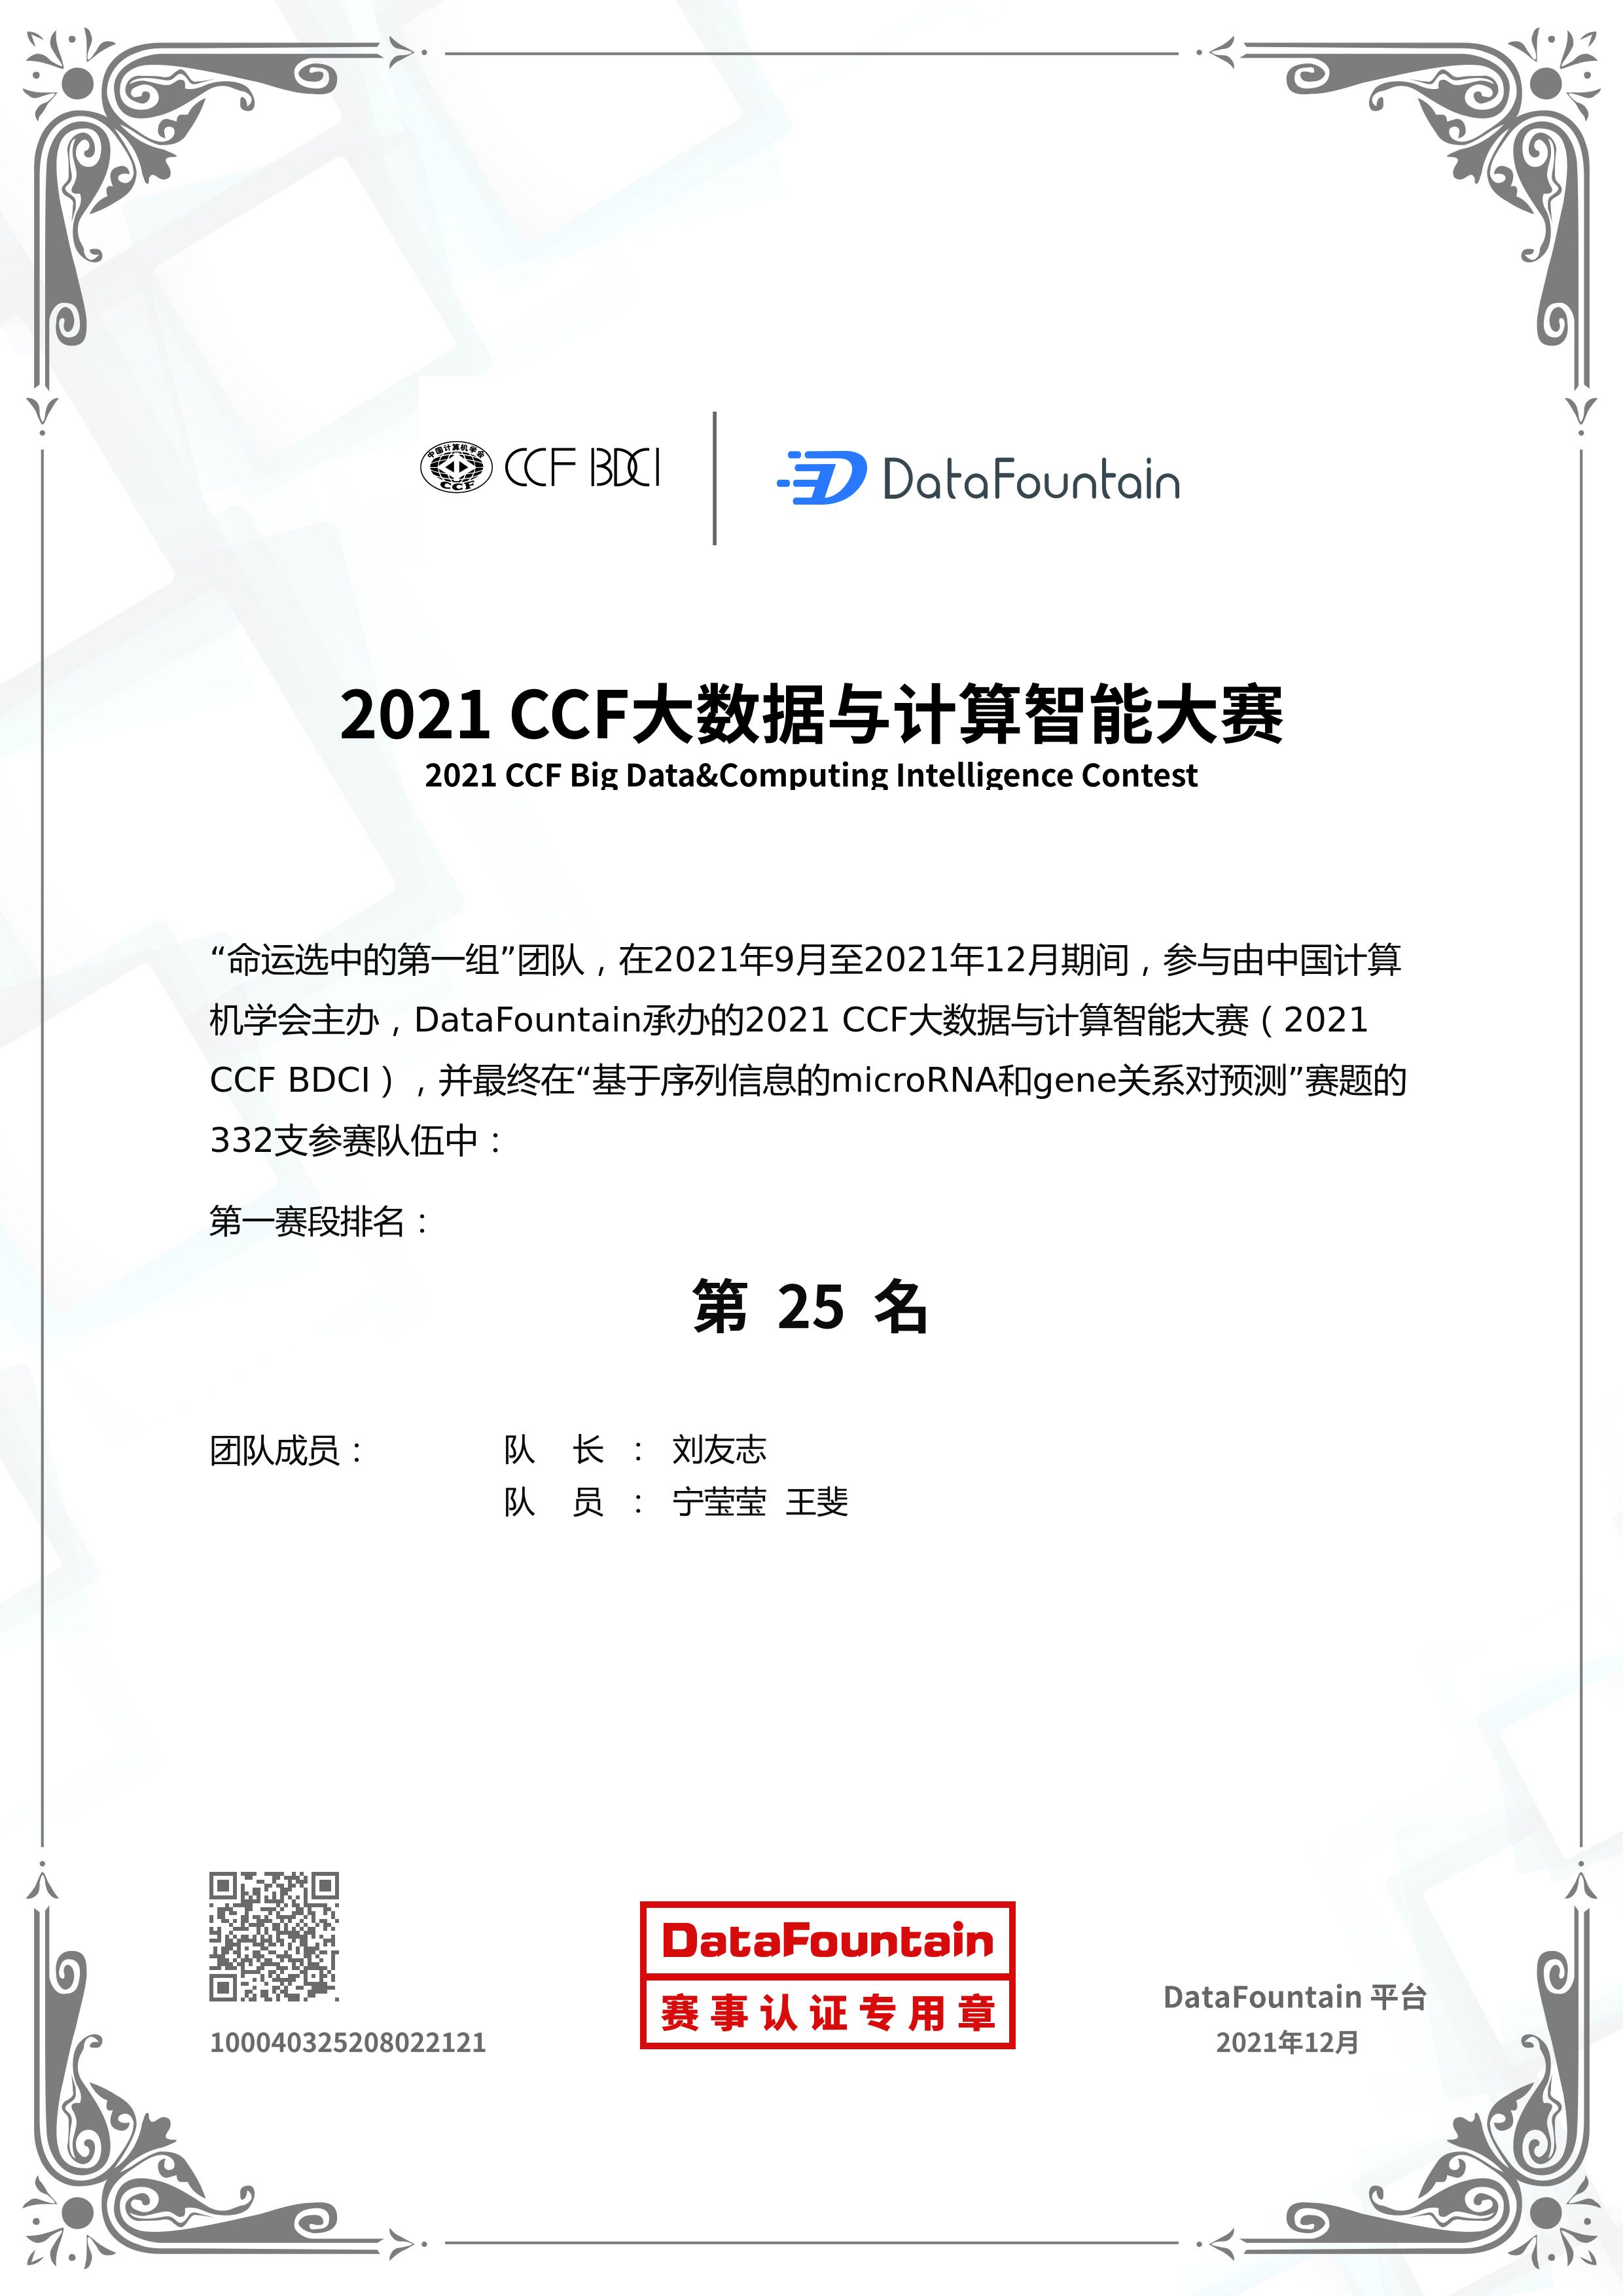 中国计算机学会
CCF
CCF BDCI
DataFountain
2021 CCF大数据与计算智能大赛
2021 CCF Big Data&Computing Intelligence Contest
“命运选中的第一组”团队，在2021年9月至2021年12月期间，参与由中国计算
机学会主办，DataFountain承办的2021 CCF大数据与计算智能大赛（2021
CCF BDCI），并最终在“基于序列信息的microRNA和gene关系对预测”赛题的
332支参赛队伍中：
第一赛段排名：
第 25 名
团队成员： 队 长 ： 刘友志
队 员 ： 宁莹莹 王斐
DataFountain
赛事认证专用章
100040325208022121
DataFountain 平台
2021年12月